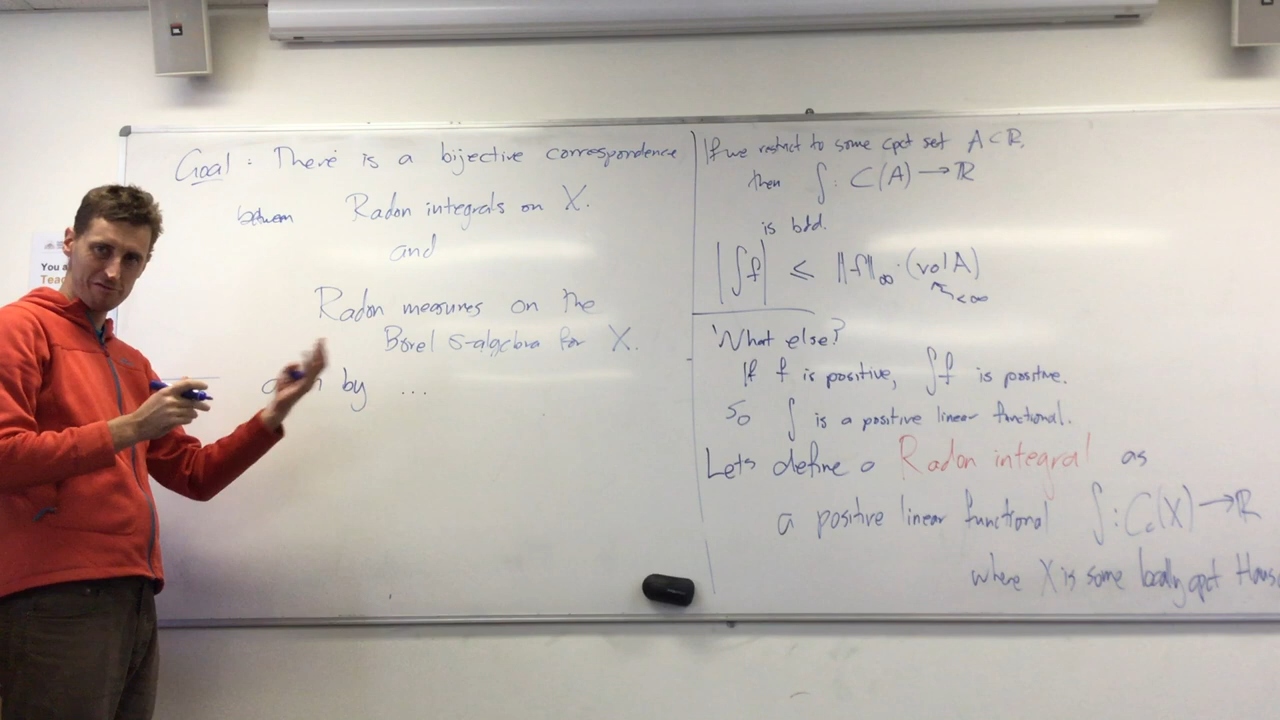 Goal : There is a bijective correspondence
between Radon integrals on X.
and
Radon measures on the
Borel σ-algebra for X.
by ...
If we restrict to some cpct set A ⊂ ℝ,
then ∫ : C(A) → ℝ
is bdd.
|∫f| ≤ ‖f‖∞ · (vol A)
<∞
What else?
If f is positive, ∫f is positive.
So ∫ is a positive linear functional.
Lets define a Radon integral as
a positive linear functional ∫ : Cc(X) → ℝ
where X is some locally cpct Haus
You a
Tea